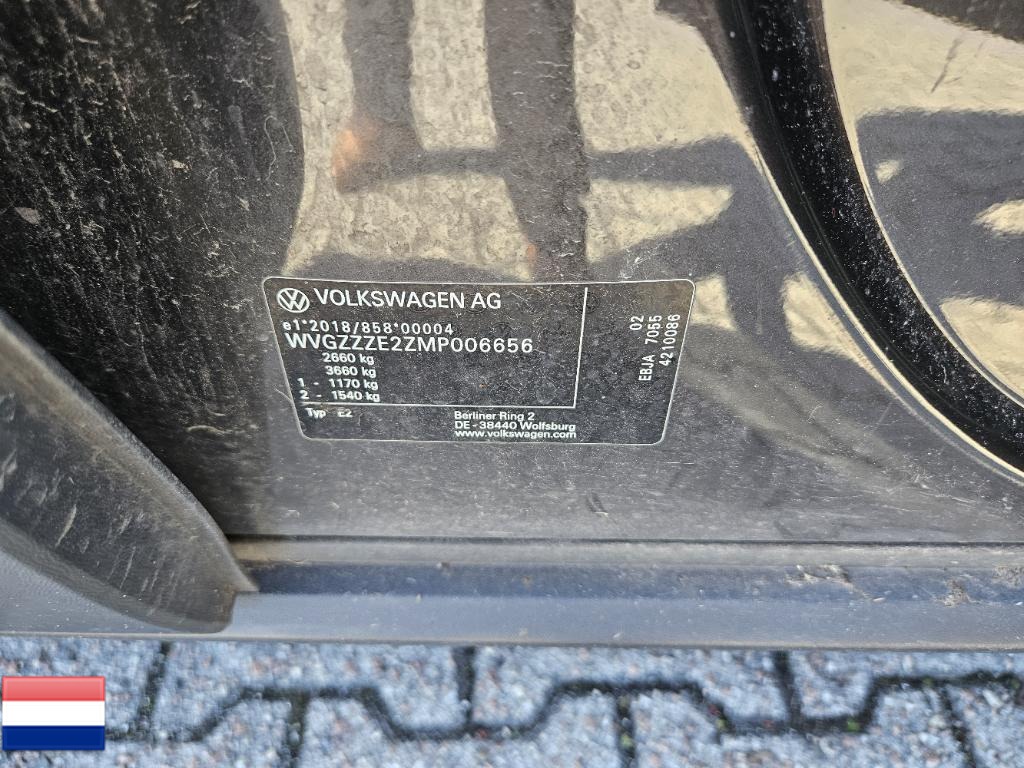 VOLKSWAGEN AG
e1*2018/858*00004
WVGZZZE2ZMP006656
2660 kg
3660 kg
1 - 1170 kg
2 - 1540 kg
Typ E2
Berliner Ring 2
DE - 38440 Wolfsburg
www.volkswagen.com
02
EBJA 7055
4210086